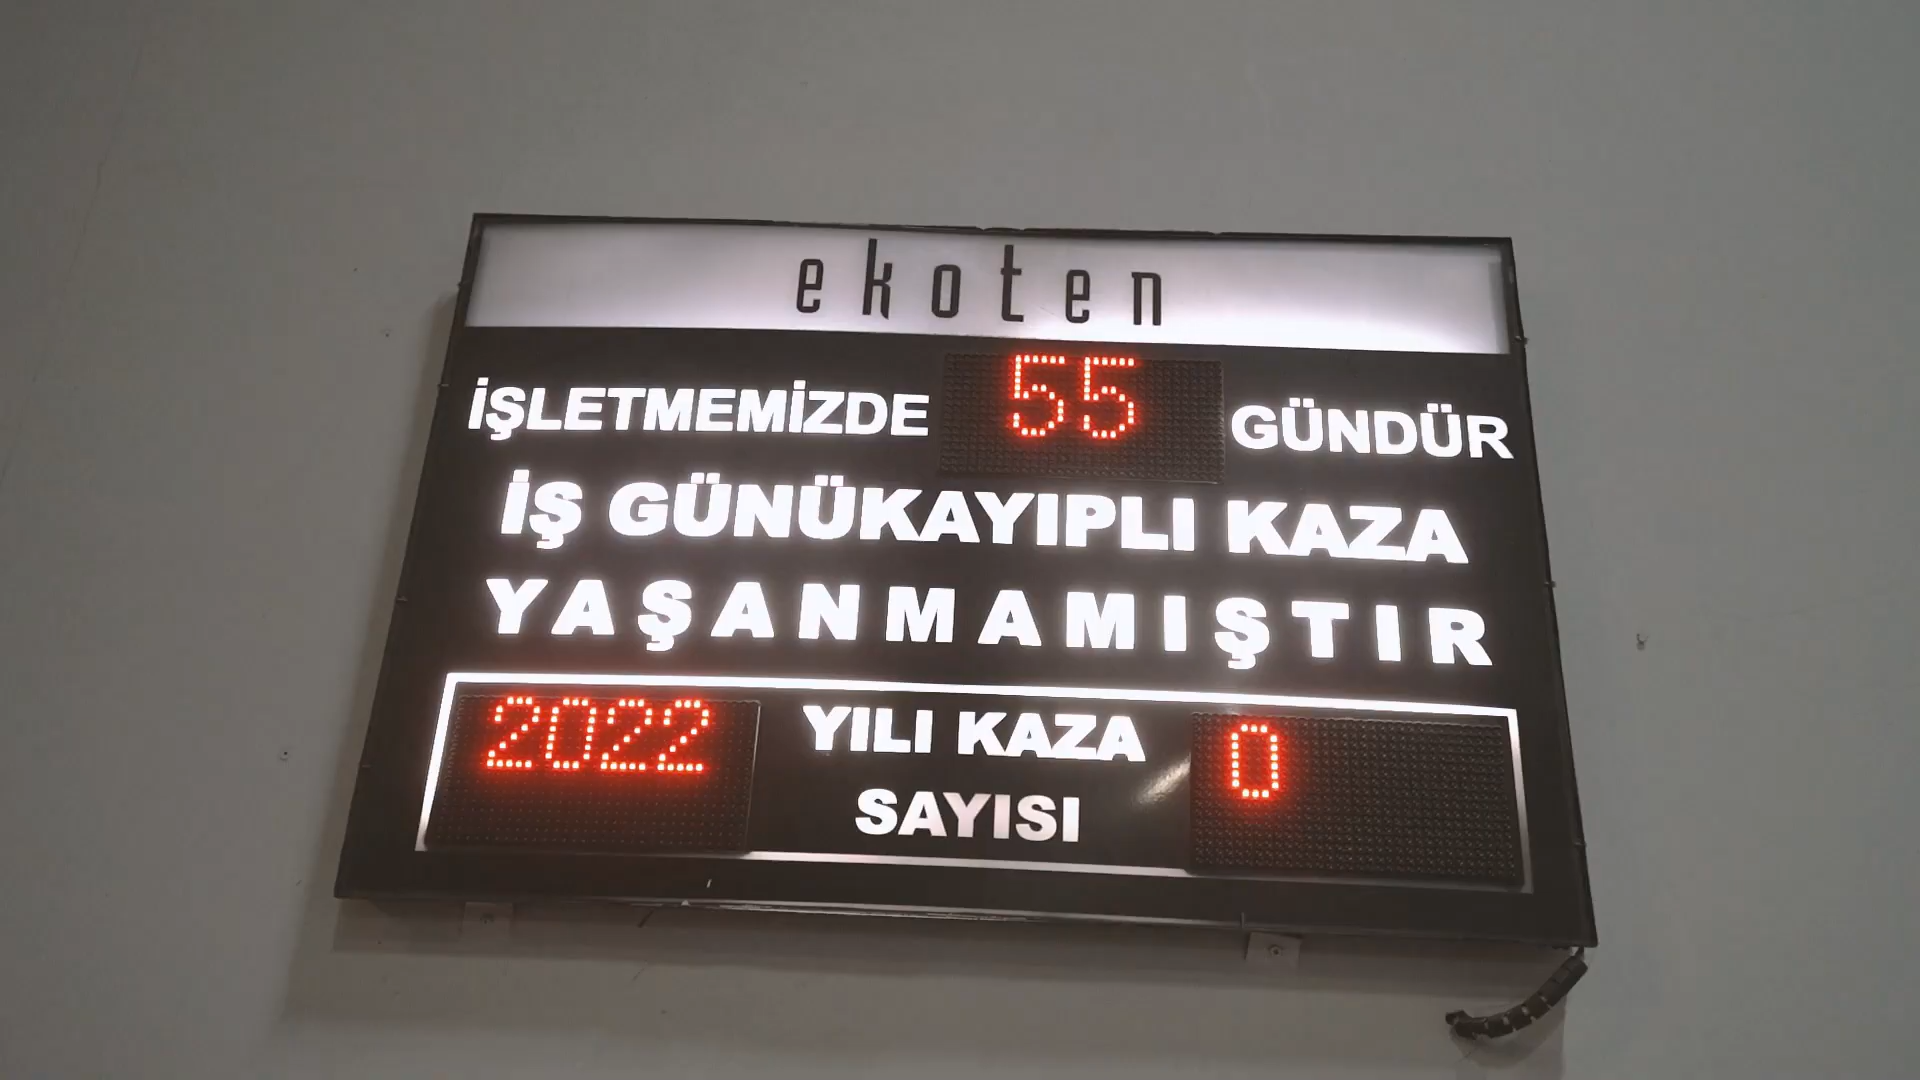 ekoten
İŞLETMEMİZDE 55 GÜNDÜR
İŞ GÜNÜKAYIPLI KAZA
YAŞANMAMIŞTIR
2022 YILI KAZA 0
SAYISI